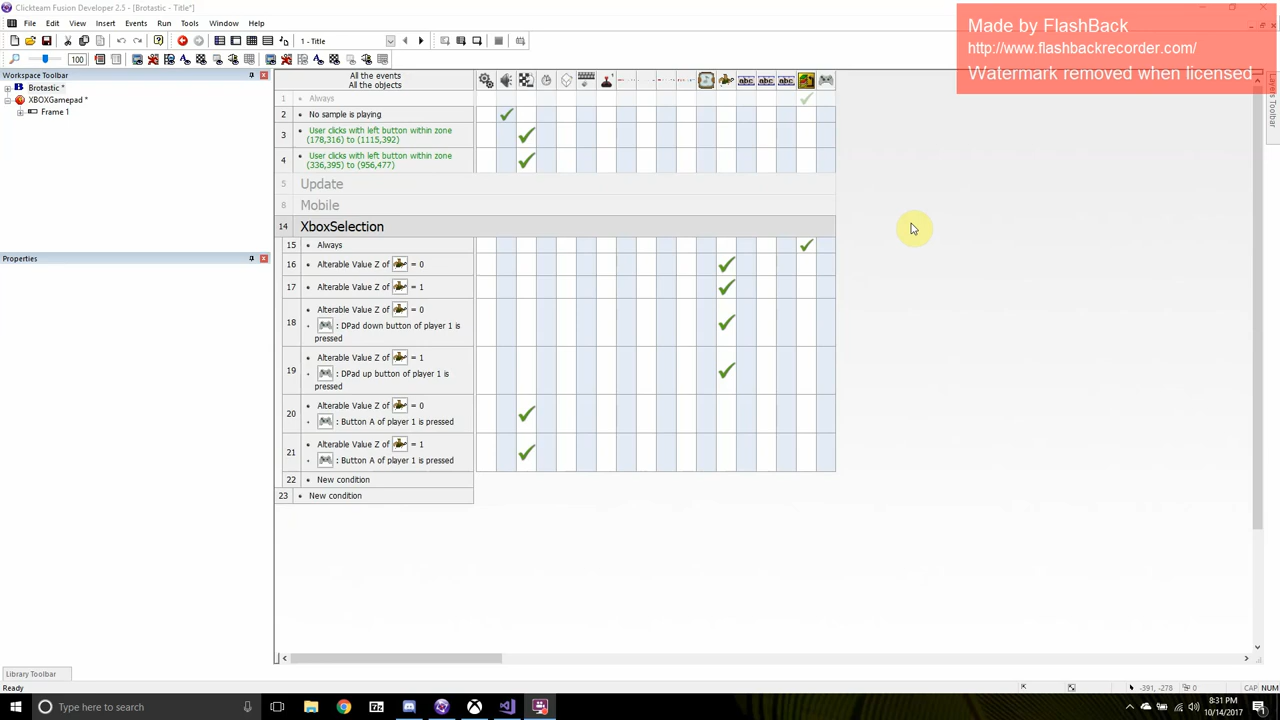 Clickteam Fusion Developer 2.5 - [Brotastic - Title*]
Made by FlashBack
http://www.flashbackrecorder.com/
Watermark removed when licensed
File Edit View Insert Events Run Tools Window Help
1 - Title
100
Workspace Toolbar
Brotastic *
XBOXGamepad *
Frame 1
Properties
All the events
All the objects
Layers Toolbar
1 Always
2 No sample is playing
3 User clicks with left button within zone
(178,316) to (1115,392)
4 User clicks with left button within zone
(336,395) to (956,477)
5 Update
8 Mobile
14 XboxSelection
15 Always
16 Alterable Value Z of = 0
17 Alterable Value Z of = 1
18 Alterable Value Z of = 0
: DPad down button of player 1 is
pressed
19 Alterable Value Z of = 1
: DPad up button of player 1 is
pressed
20 Alterable Value Z of = 0
: Button A of player 1 is pressed
21 Alterable Value Z of = 1
: Button A of player 1 is pressed
22 New condition
23 New condition
abc abc abc
Library Toolbar
Ready
-391, -278
0
CAP NUM
Type here to search
8:31 PM
10/14/2017